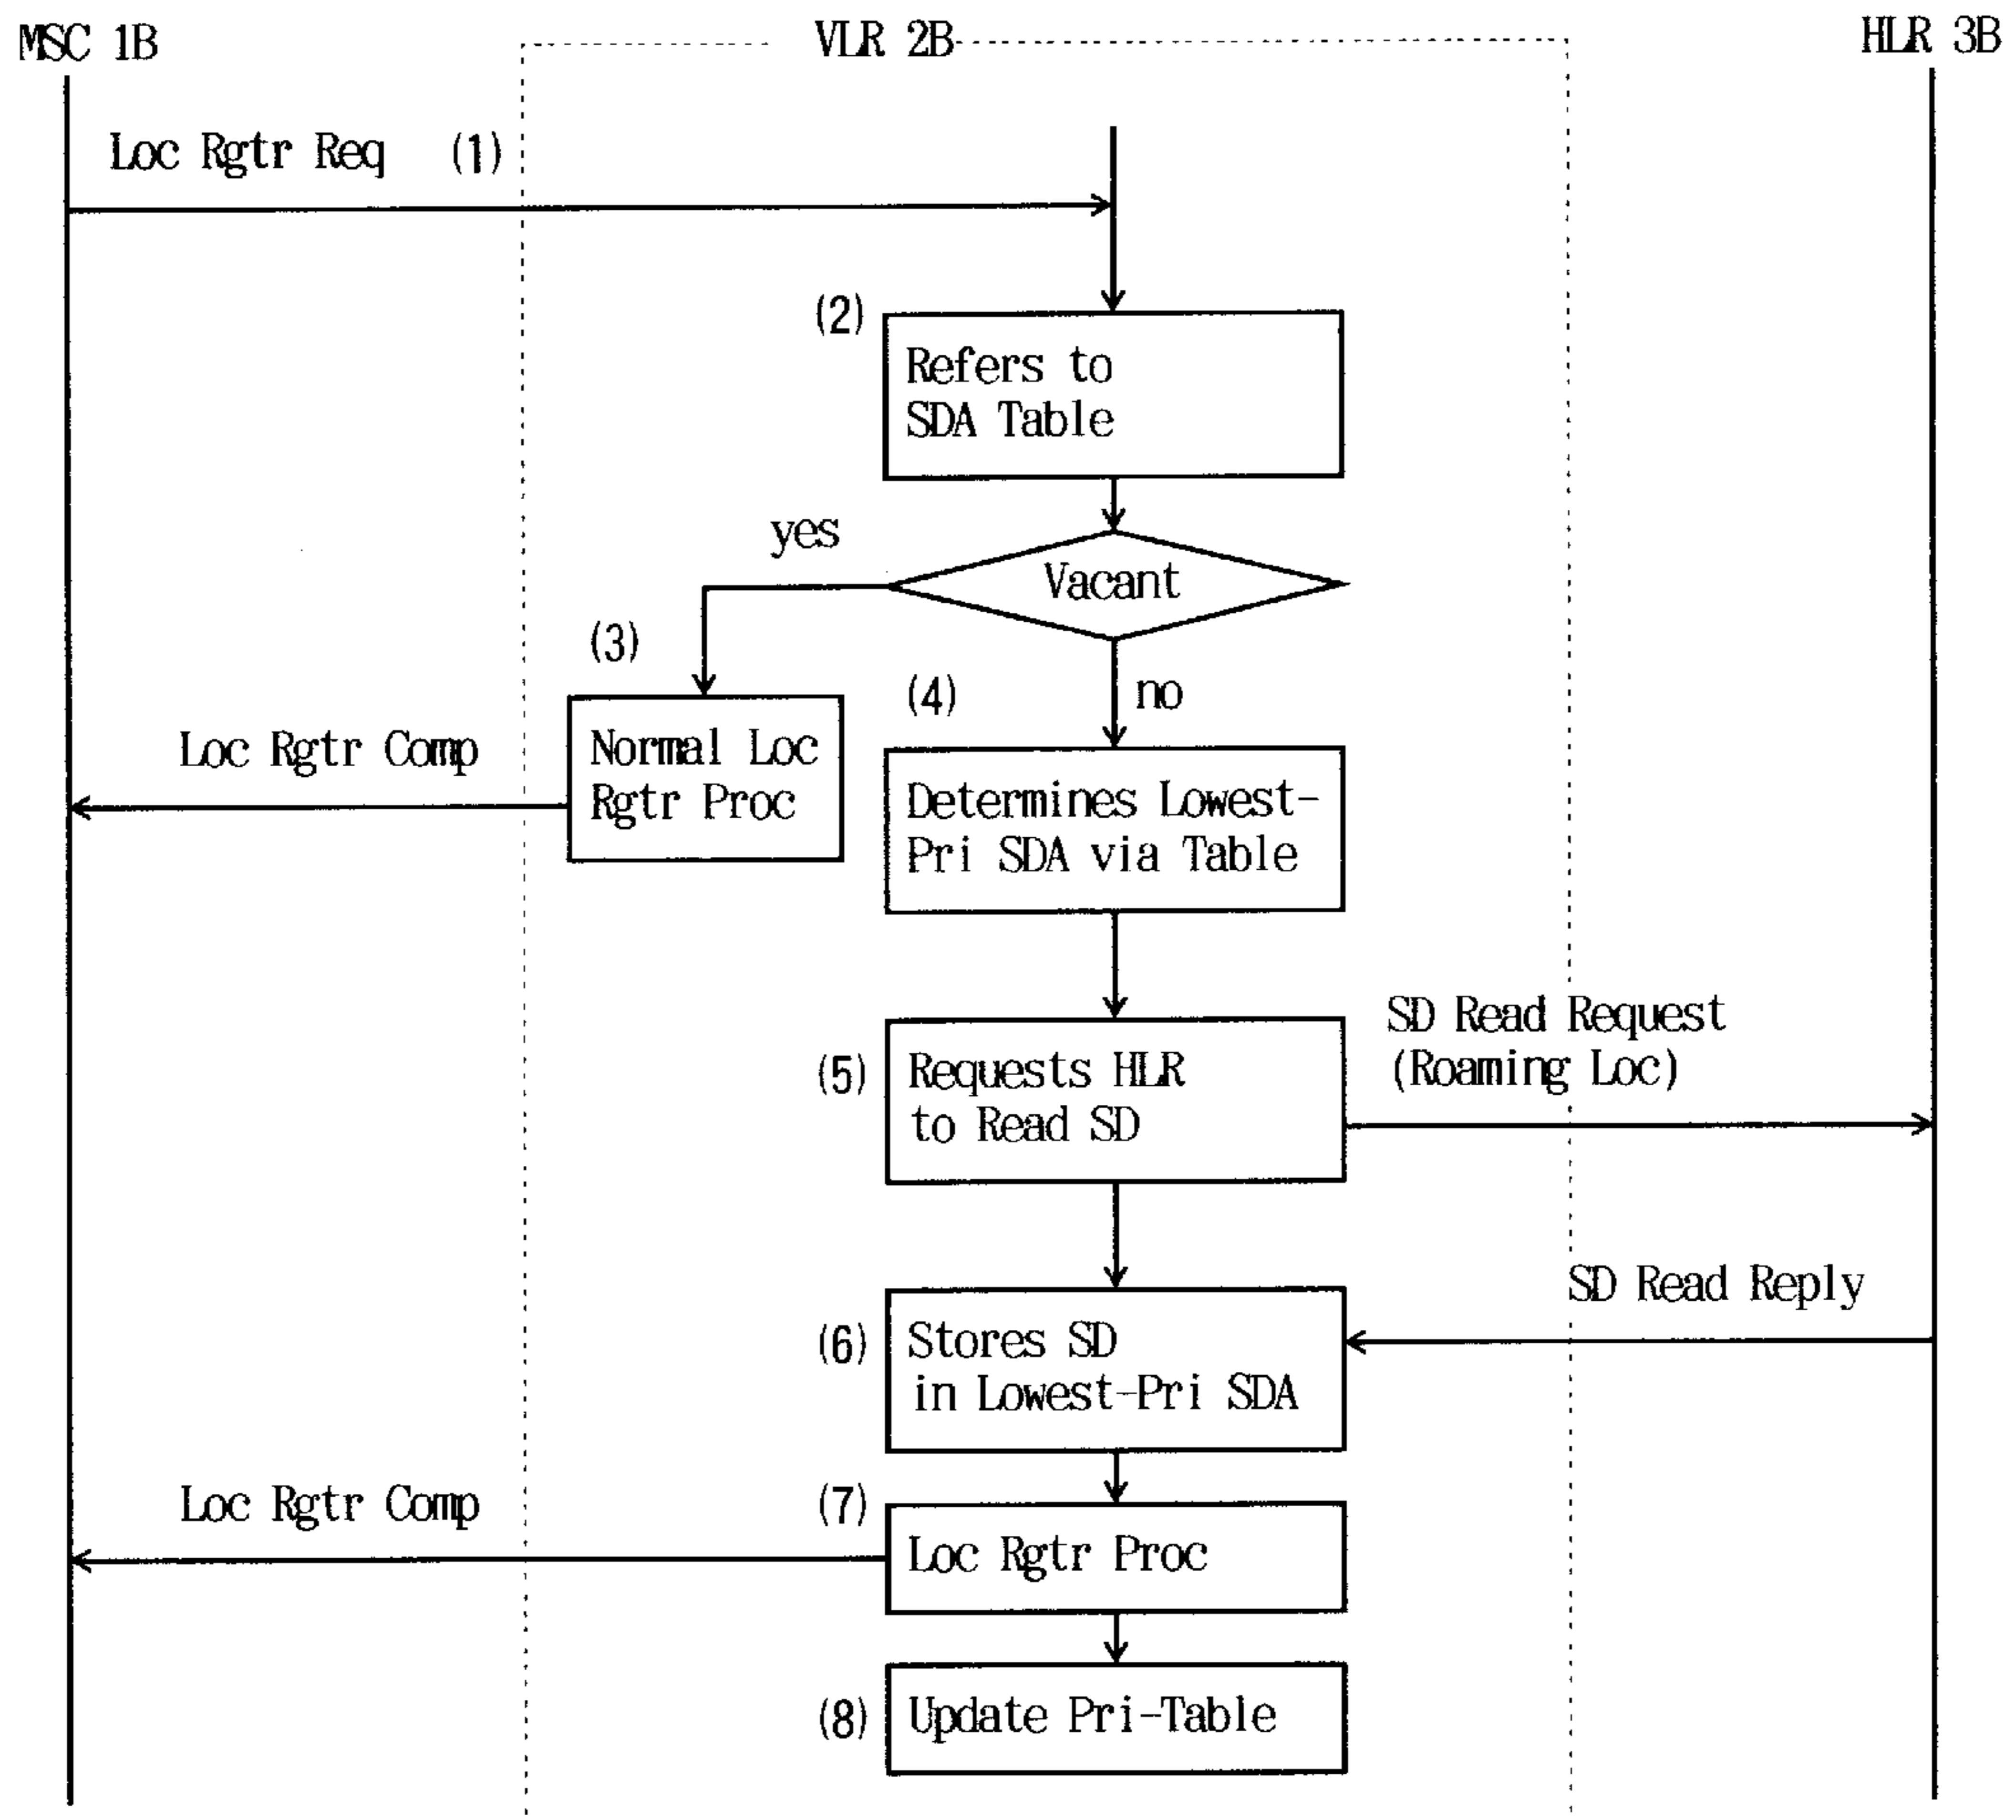 MSC 1B
VLR 2B
HLR 3B
Loc Rgtr Req (1)
(2)
Refers to
SDA Table
yes
Vacant
(3)
(4)
no
Loc Rgtr Comp
Normal Loc
Rgtr Proc
Determines Lowest-
Pri SDA via Table
SD Read Request
(Roaming Loc)
(5)
Requests HLR
to Read SD
SD Read Reply
(6)
Stores SD
in Lowest-Pri SDA
Loc Rgtr Comp
(7)
Loc Rgtr Proc
(8)
Update Pri-Table